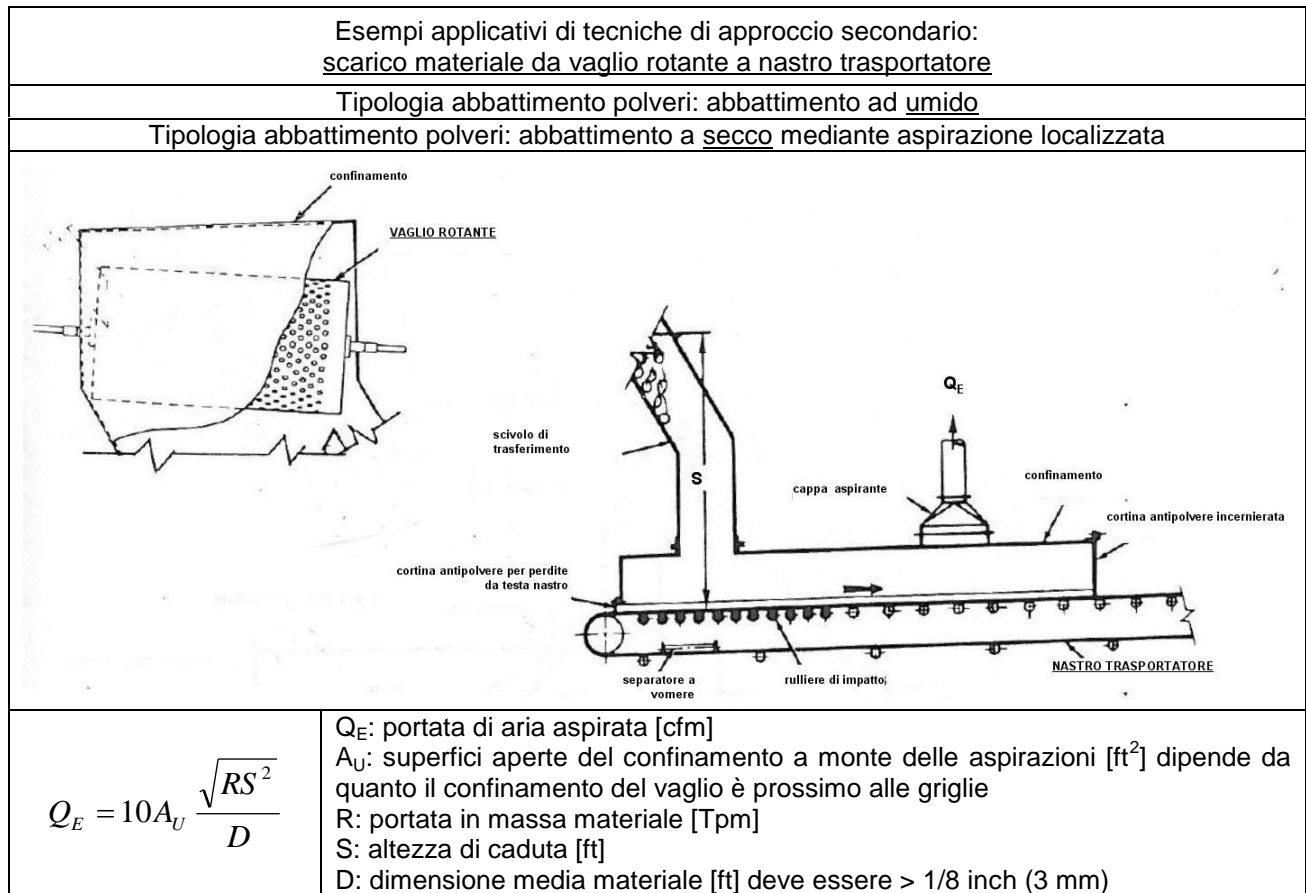 Esempi applicativi di tecniche di approccio secondario:
scarico materiale da vaglio rotante a nastro trasportatore
Tipologia abbattimento polveri: abbattimento ad umido
Tipologia abbattimento polveri: abbattimento a secco mediante aspirazione localizzata
confinamento
VAGLIO ROTANTE
Q_E
scivolo di
trasferimento
S
cappa aspirante
confinamento
cortina antipolvere incernierata
cortina antipolvere per perdite
da testa nastro
separatore a
vomere
rulliere di impatto
NASTRO TRASPORTATORE
Q_E = 10A_U √(RS²) / D
Q_E: portata di aria aspirata [cfm]
A_U: superfici aperte del confinamento a monte delle aspirazioni [ft²] dipende da
quanto il confinamento del vaglio è prossimo alle griglie
R: portata in massa materiale [Tpm]
S: altezza di caduta [ft]
D: dimensione media materiale [ft] deve essere > 1/8 inch (3 mm)